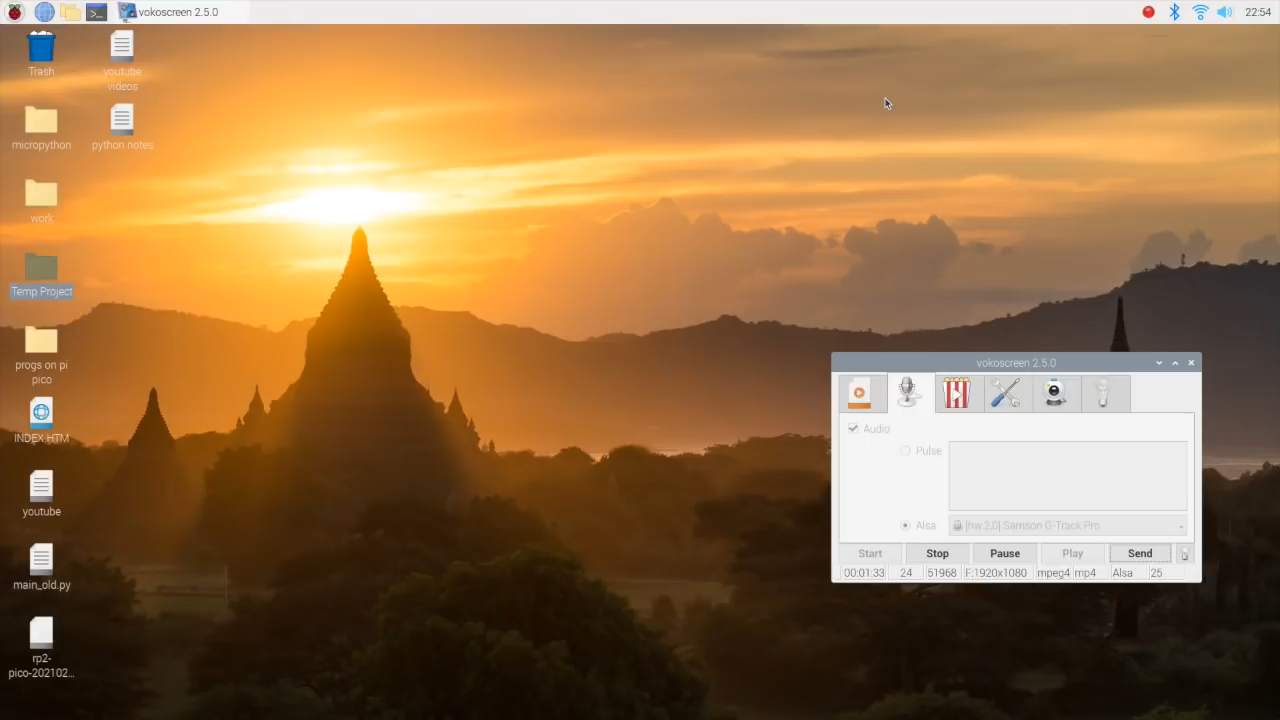 vokoscreen 2.5.0
22:54
Trash
youtube
videos
micropython
python notes
work
Temp Project
progs on pi
pico
INDEX.HTM
youtube
main_old.py
rp2-
pico-202102...
vokoscreen 2.5.0
Audio
Pulse
Alsa
[hw:2,0] Samson G-Track Pro
Start
Stop
Pause
Play
Send
00:01:33
24
51968
F:1920x1080
mpeg4
mp4
Alsa
25